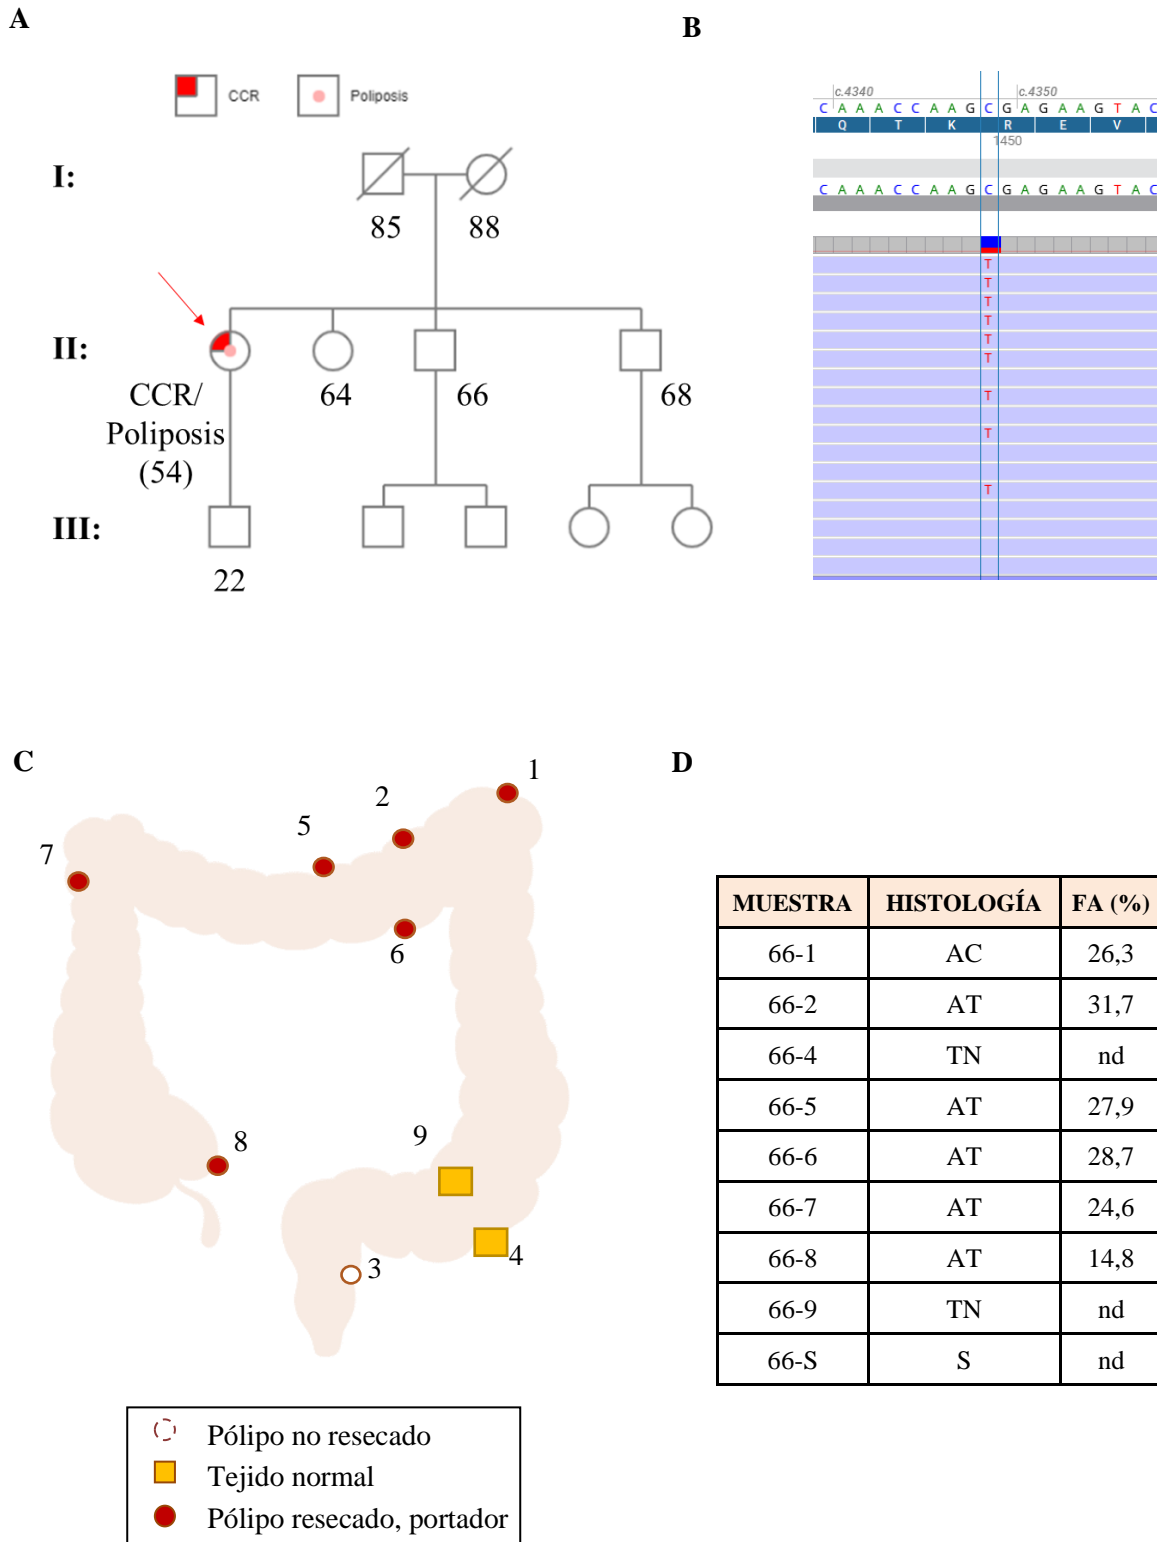 A
B
CCR
Poliposis
I:
85
88
II:
CCR/
Poliposis
(54)
64
66
68
III:
22
c.4340
c.4350
C A A A C C A A G C G A G A A G T A C
Q T K R E V
1450
C A A A C C A A G C G A G A A G T A C
T
T
T
T
T
T
T
T
T
C
D
1
2
5
7
6
8
9
3
4
Pólipo no resecado
Tejido normal
Pólipo resecado, portador
MUESTRA HISTOLOGÍA FA (%)
66-1 AC 26,3
66-2 AT 31,7
66-4 TN nd
66-5 AT 27,9
66-6 AT 28,7
66-7 AT 24,6
66-8 AT 14,8
66-9 TN nd
66-S S nd